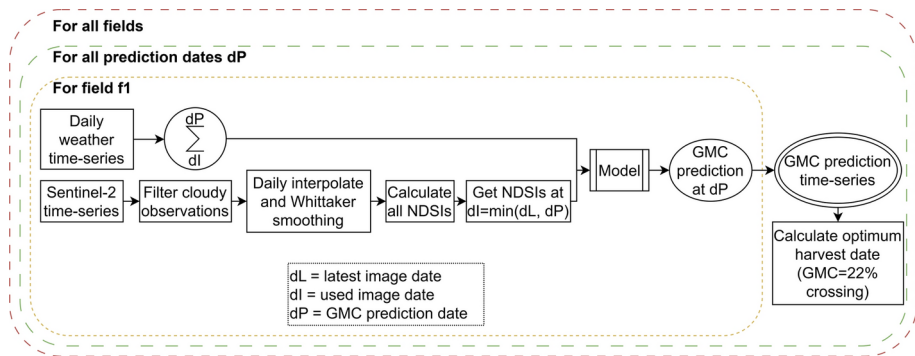 For all fields
For all prediction dates dP
For field f1
Daily
weather
time-series
dP
∑
dI
Model
GMC
prediction
at dP
GMC prediction
time-series
Sentinel-2
time-series
Filter cloudy
observations
Daily interpolate
and Whittaker
smoothing
Calculate
all NDSIs
Get NDSIs at
dI=min(dL, dP)
Calculate optimum
harvest date
(GMC=22%
crossing)
dL = latest image date
dI = used image date
dP = GMC prediction date